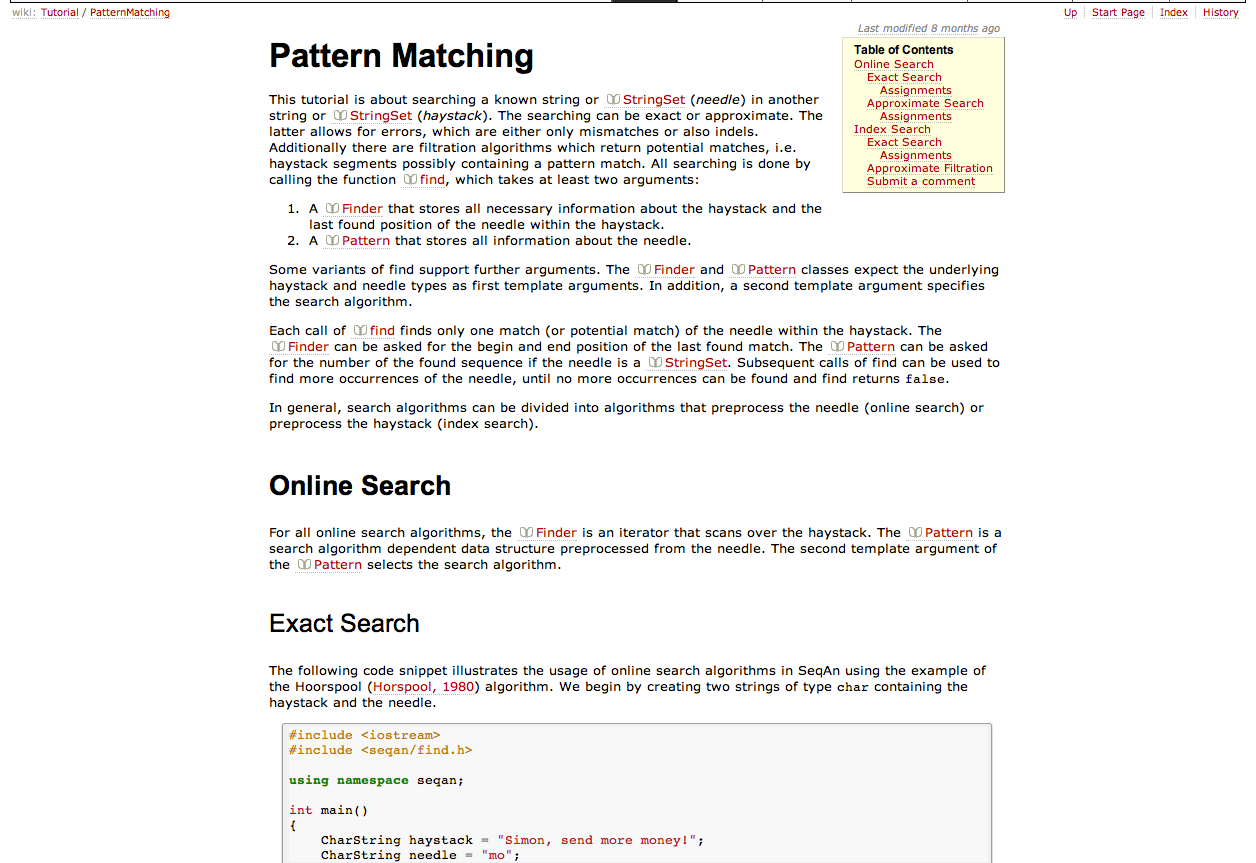 wiki: Tutorial / PatternMatching
Up Start Page Index History
Last modified 8 months ago
Pattern Matching
Table of Contents
Online Search
Exact Search
Assignments
Approximate Search
Assignments
Index Search
Exact Search
Assignments
Approximate Filtration
Submit a comment
This tutorial is about searching a known string or StringSet (needle) in another
string or StringSet (haystack). The searching can be exact or approximate. The
latter allows for errors, which are either only mismatches or also indels.
Additionally there are filtration algorithms which return potential matches, i.e.
haystack segments possibly containing a pattern match. All searching is done by
calling the function find, which takes at least two arguments:
1. A Finder that stores all necessary information about the haystack and the
last found position of the needle within the haystack.
2. A Pattern that stores all information about the needle.
Some variants of find support further arguments. The Finder and Pattern classes expect the underlying
haystack and needle types as first template arguments. In addition, a second template argument specifies
the search algorithm.
Each call of find finds only one match (or potential match) of the needle within the haystack. The
Finder can be asked for the begin and end position of the last found match. The Pattern can be asked
for the number of the found sequence if the needle is a StringSet. Subsequent calls of find can be used to
find more occurrences of the needle, until no more occurrences can be found and find returns false.
In general, search algorithms can be divided into algorithms that preprocess the needle (online search) or
preprocess the haystack (index search).
Online Search
For all online search algorithms, the Finder is an iterator that scans over the haystack. The Pattern is a
search algorithm dependent data structure preprocessed from the needle. The second template argument of
the Pattern selects the search algorithm.
Exact Search
The following code snippet illustrates the usage of online search algorithms in SeqAn using the example of
the Hoorspool (Horspool, 1980) algorithm. We begin by creating two strings of type char containing the
haystack and the needle.
#include <iostream>
#include <seqan/find.h>
using namespace seqan;
int main()
{
CharString haystack = "Simon, send more money!";
CharString needle = "mo";